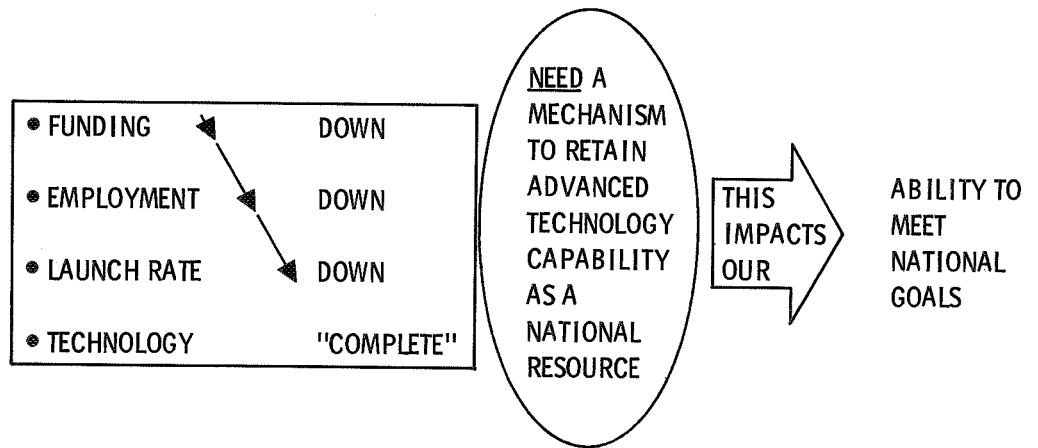 • FUNDING DOWN
• EMPLOYMENT DOWN
• LAUNCH RATE DOWN
• TECHNOLOGY "COMPLETE"
NEED A
MECHANISM
TO RETAIN
ADVANCED
TECHNOLOGY
CAPABILITY
AS A
NATIONAL
RESOURCE
THIS
IMPACTS
OUR
ABILITY TO
MEET
NATIONAL
GOALS